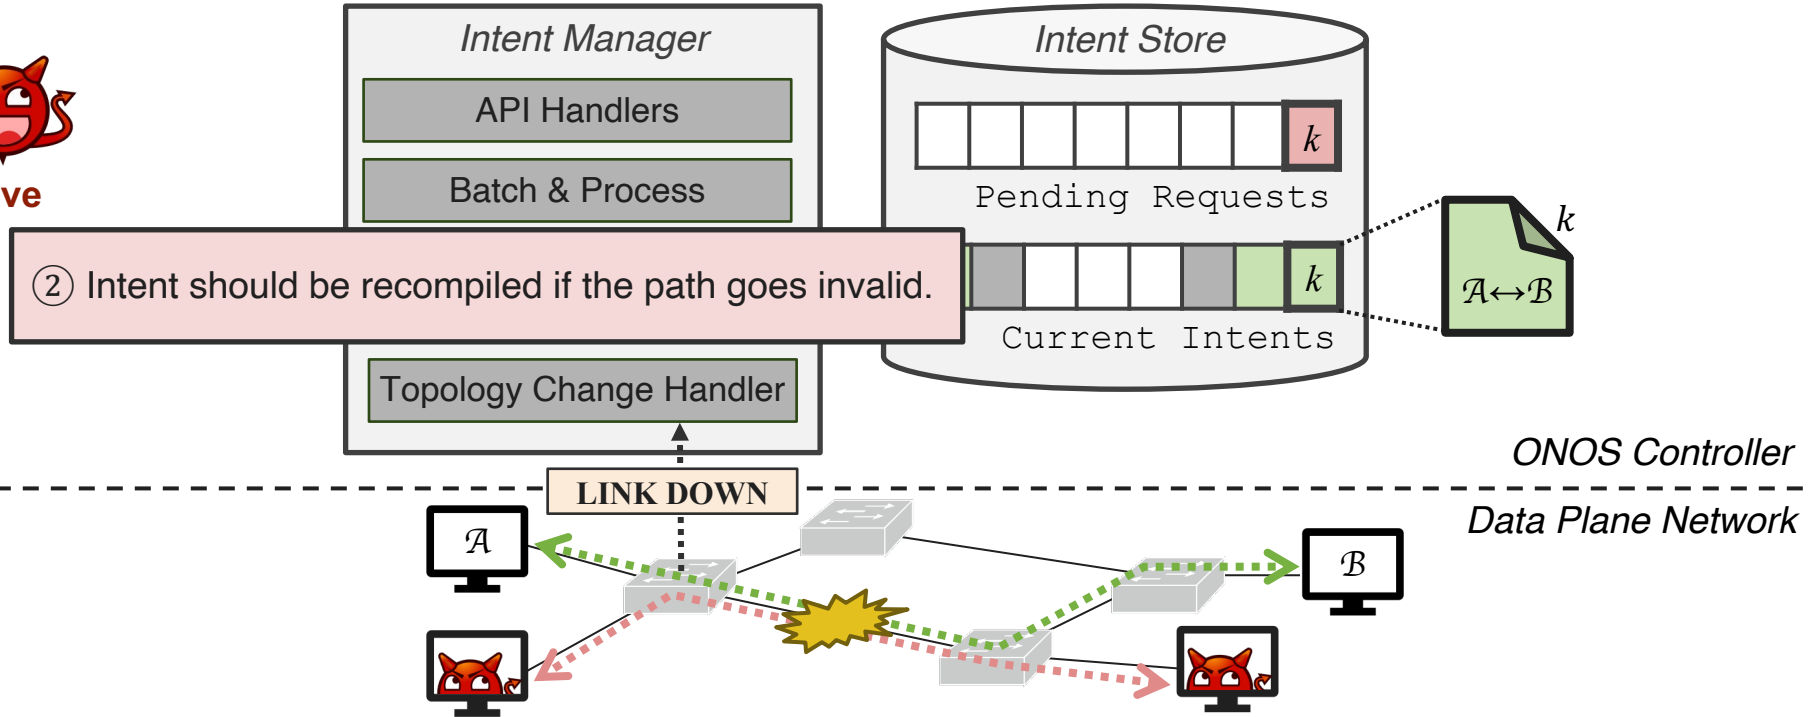 Intent Manager
Intent Store
API Handlers
k
Batch & Process
Pending Requests
ve
k
② Intent should be recompiled if the path goes invalid.
k
𝒜↔ℬ
Current Intents
Topology Change Handler
ONOS Controller
LINK DOWN
Data Plane Network
𝒜
ℬ